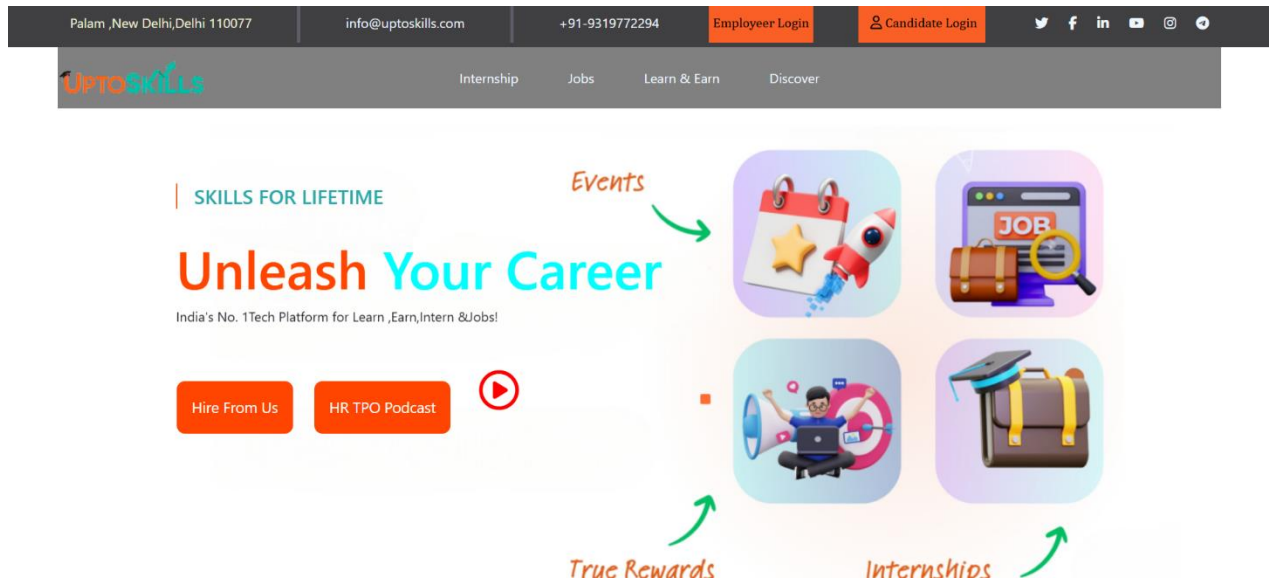 Palam ,New Delhi,Delhi 110077
info@uptoskills.com
+91-9319772294
Employeer Login
Candidate Login
UPTOSKILLS
Internship
Jobs
Learn & Earn
Discover
SKILLS FOR LIFETIME
Unleash Your Career
India's No. 1Tech Platform for Learn ,Earn,Intern &Jobs!
Hire From Us
HR TPO Podcast
Events
JOB
True Rewards
Internships